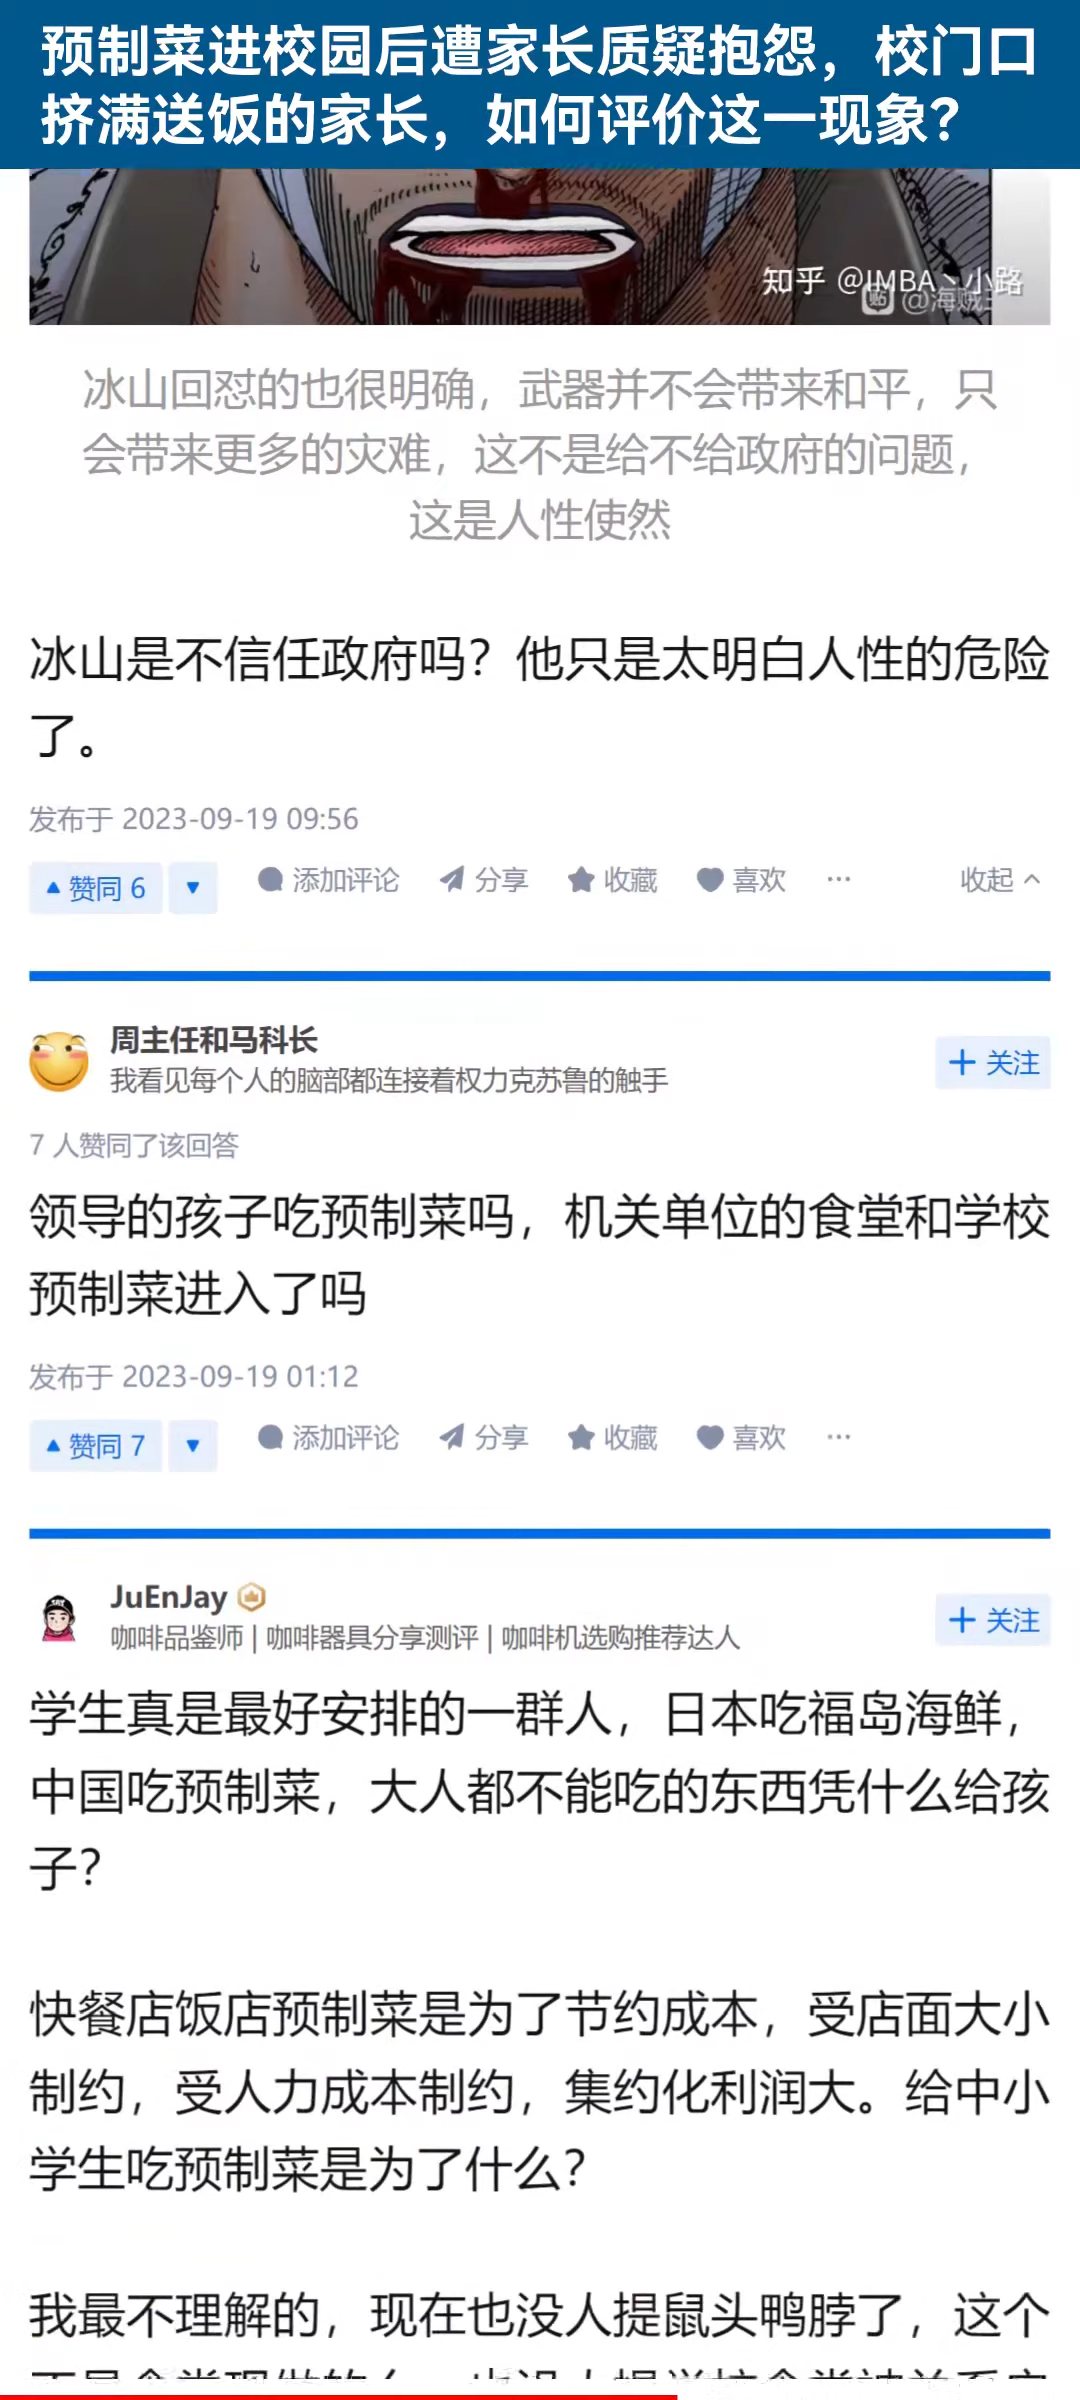 预制菜进校园后遭家长质疑抱怨，校门口
挤满送饭的家长，如何评价这一现象？
知乎 @IMBA丶小路
贴 @海贼
冰山回怼的也很明确，武器并不会带来和平，只
会带来更多的灾难，这不是给不给政府的问题，
这是人性使然
冰山是不信任政府吗？他只是太明白人性的危险
了。
发布于 2023-09-19 09:56
▲ 赞同 6 ▼ 添加评论 分享 收藏 喜欢 ··· 收起
周主任和马科长
我看见每个人的脑部都连接着权力克苏鲁的触手
+ 关注
7 人赞同了该回答
领导的孩子吃预制菜吗，机关单位的食堂和学校
预制菜进入了吗
发布于 2023-09-19 01:12
▲ 赞同 7 ▼ 添加评论 分享 收藏 喜欢 ···
JuEnJay
咖啡品鉴师 | 咖啡器具分享测评 | 咖啡机选购推荐达人
+ 关注
学生真是最好安排的一群人，日本吃福岛海鲜，
中国吃预制菜，大人都不能吃的东西凭什么给孩
子？
快餐店饭店预制菜是为了节约成本，受店面大小
制约，受人力成本制约，集约化利润大。给中小
学生吃预制菜是为了什么？
我最不理解的，现在也没人提鼠头鸭脖了，这个